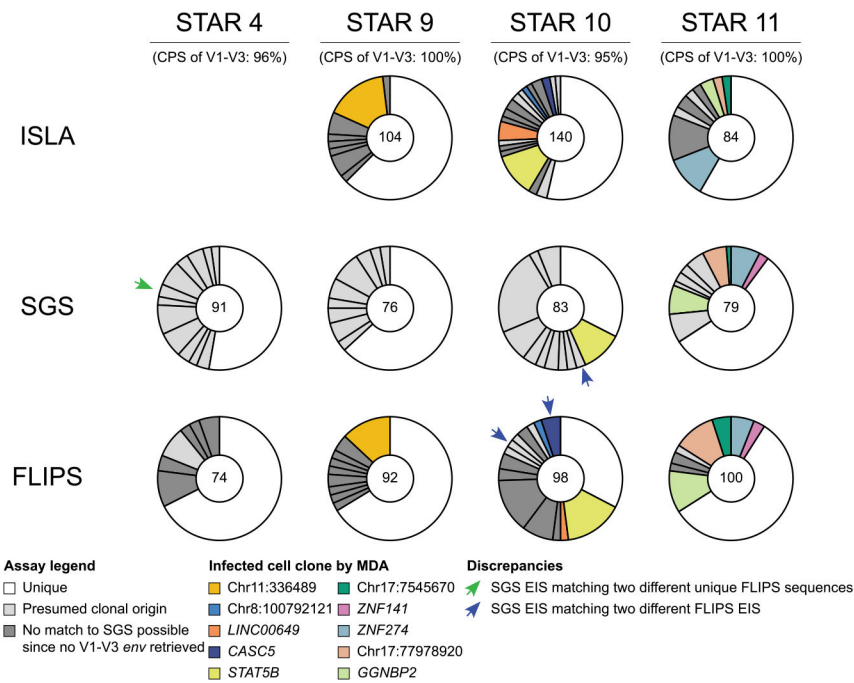 STAR 4 STAR 9 STAR 10 STAR 11
(CPS of V1-V3: 96%) (CPS of V1-V3: 100%) (CPS of V1-V3: 95%) (CPS of V1-V3: 100%)
ISLA
104 140 84
SGS
91 76 83 79
FLIPS
74 92 98 100
Assay legend
Unique
Presumed clonal origin
No match to SGS possible
since no V1-V3 env retrieved
Infected cell clone by MDA
Chr11:336489 Chr17:7545670
Chr8:100792121 ZNF141
LINC00649 ZNF274
CASC5 Chr17:77978920
STAT5B GGNBP2
Discrepancies
SGS EIS matching two different unique FLIPS sequences
SGS EIS matching two different FLIPS EIS